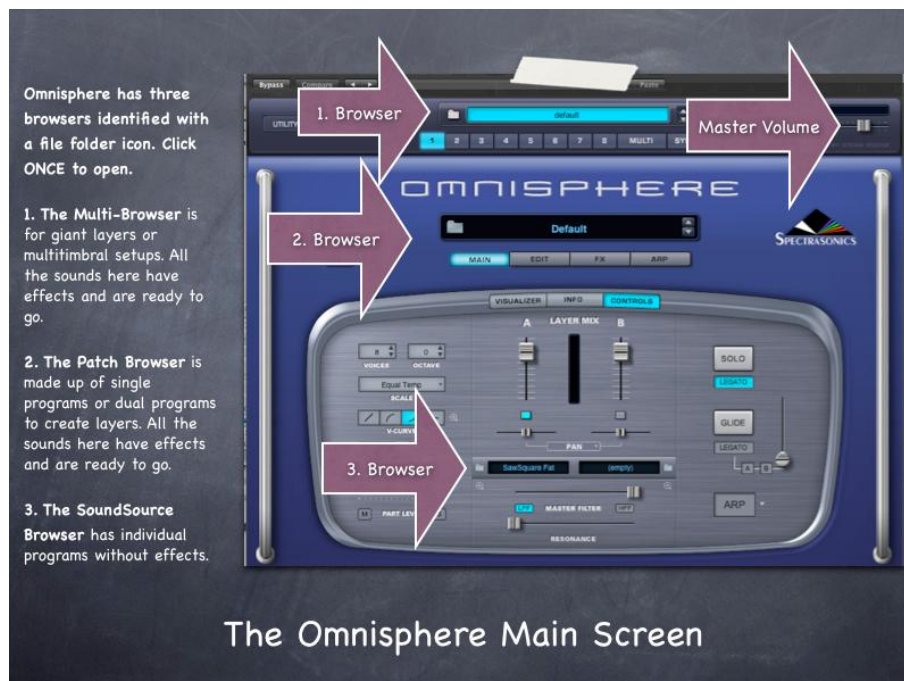 Omnisphere has three
browsers identified with
a file folder icon. Click
ONCE to open.
1. The Multi-Browser is
for giant layers or
multitimbral setups. All
the sounds here have
effects and are ready to
go.
2. The Patch Browser is
made up of single
programs or dual programs
to create layers. All the
sounds here have effects
and are ready to go.
3. The SoundSource
Browser has individual
programs without effects.
Bypass Compare Paste
1. Browser
default
Master Volume
1 2 3 4 5 6 7 8 MULTI
OMNISPHERE
2. Browser
Default
SPECTRASONICS
MAIN EDIT FX ARP
VISUALIZER INFO CONTROLS
A LAYER MIX B
8 0
VOICES OCTAVE
SOLO
LEGATO
Equal Temp
GLIDE
PAN
LEGATO
A B
3. Browser
SawSquare Fat (empty)
LPF MASTER FILTER HPF
M
ARP
RESONANCE
The Omnisphere Main Screen